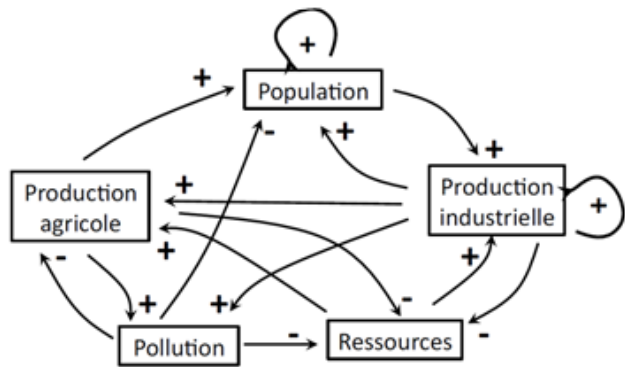 +
+
Population
-
+
+
Production
agricole
+
Production
industrielle
+
-
+
+
+
+
-
-
-
Pollution
Ressources